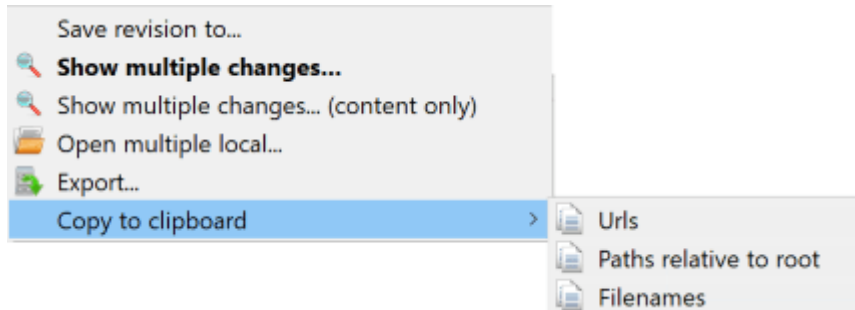 Save revision to...
Show multiple changes...
Show multiple changes... (content only)
Open multiple local...
Export...
Copy to clipboard
Urls
Paths relative to root
Filenames